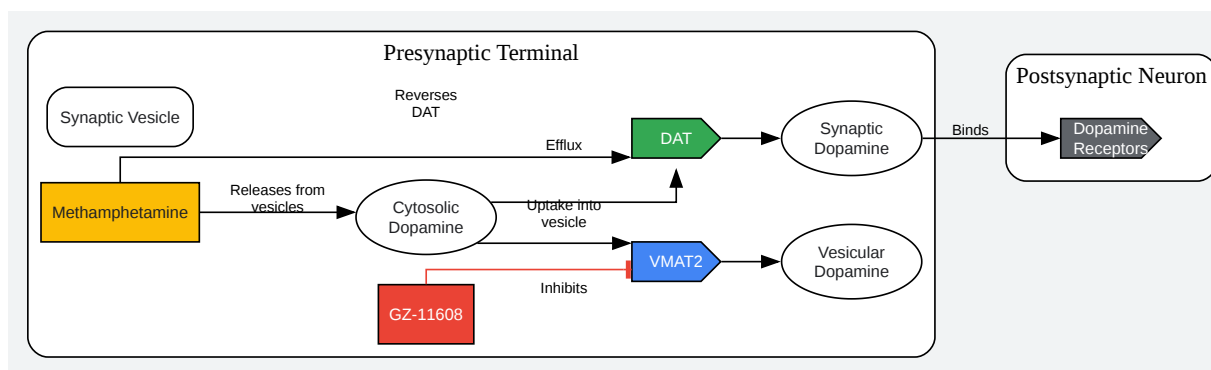 Presynaptic Terminal
Postsynaptic Neuron
Reverses
DAT
Synaptic Vesicle
Efflux
DAT
Synaptic
Dopamine
Binds
Dopamine
Receptors
Methamphetamine
Releases from
vesicles
Cytosolic
Dopamine
Uptake into
vesicle
VMAT2
Vesicular
Dopamine
Inhibits
GZ-11608